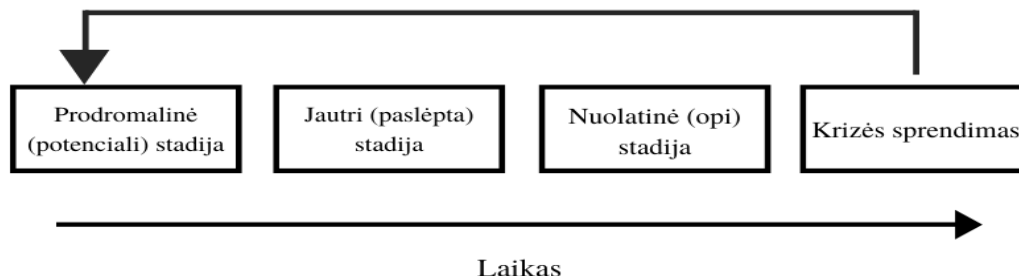 Prodromalinė
(potenciali) stadija
Jautri (paslėpta)
stadija
Nuolatinė (opi)
stadija
Krizės sprendimas
Laikas